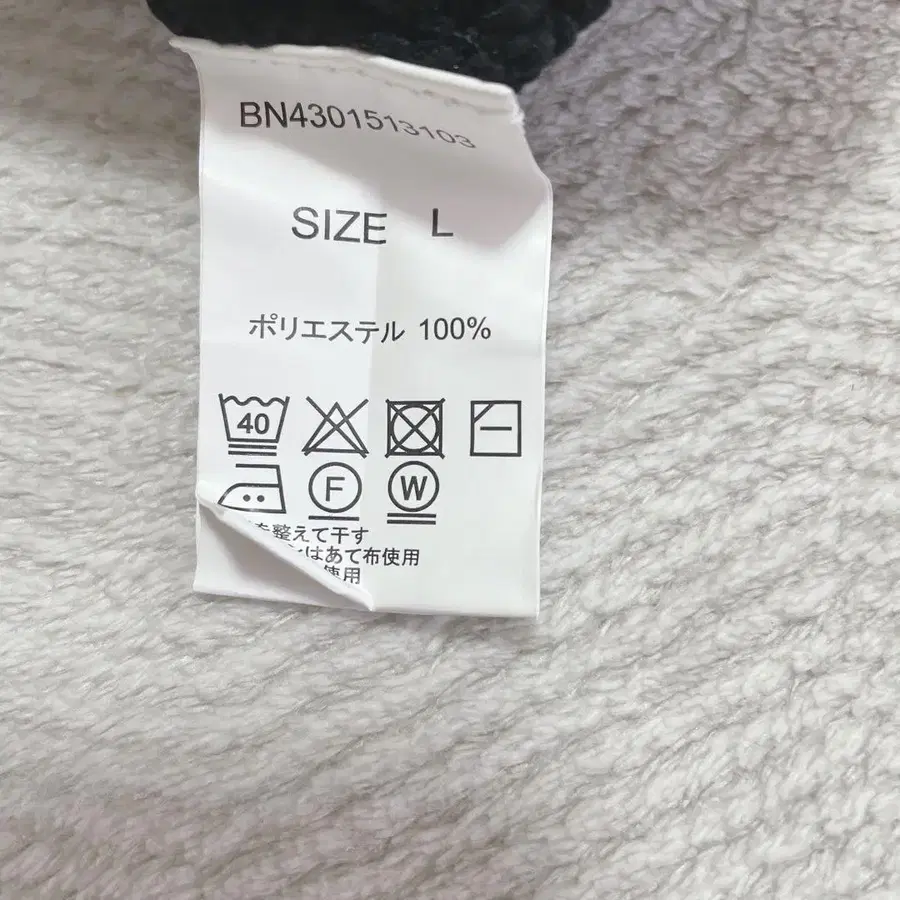 BN4301513103
SIZE L
ポリエステル 100%
40
F W
を整えて干す
はあて布使用
使用